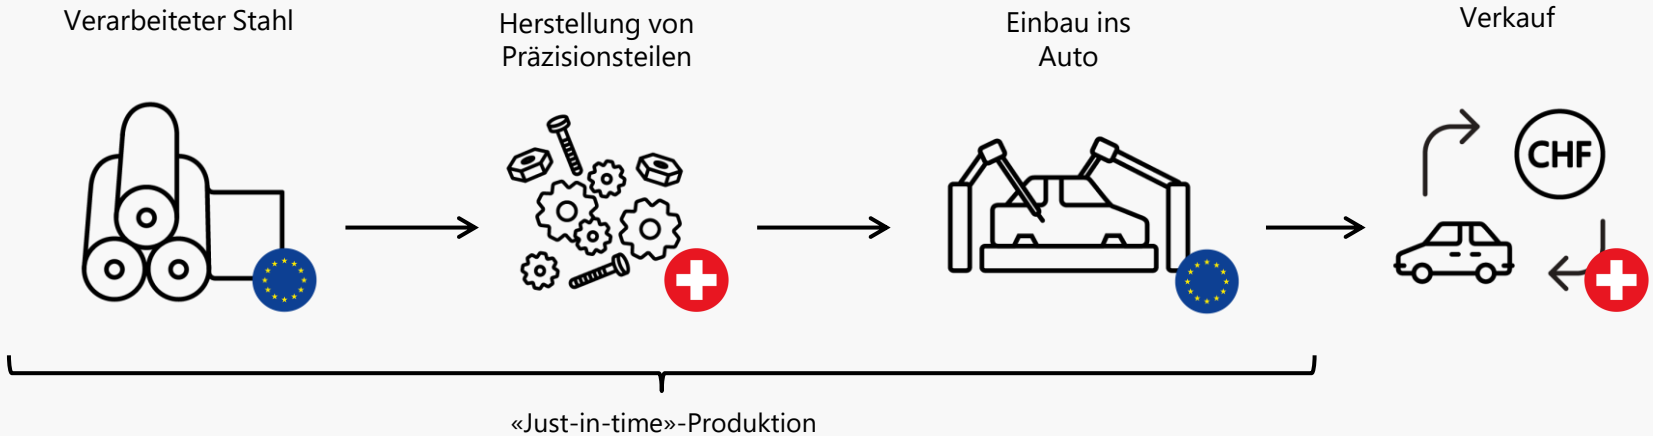 Verarbeiteter Stahl
Herstellung von
Präzisionsteilen
Einbau ins
Auto
Verkauf
CHF
«Just-in-time»-Produktion